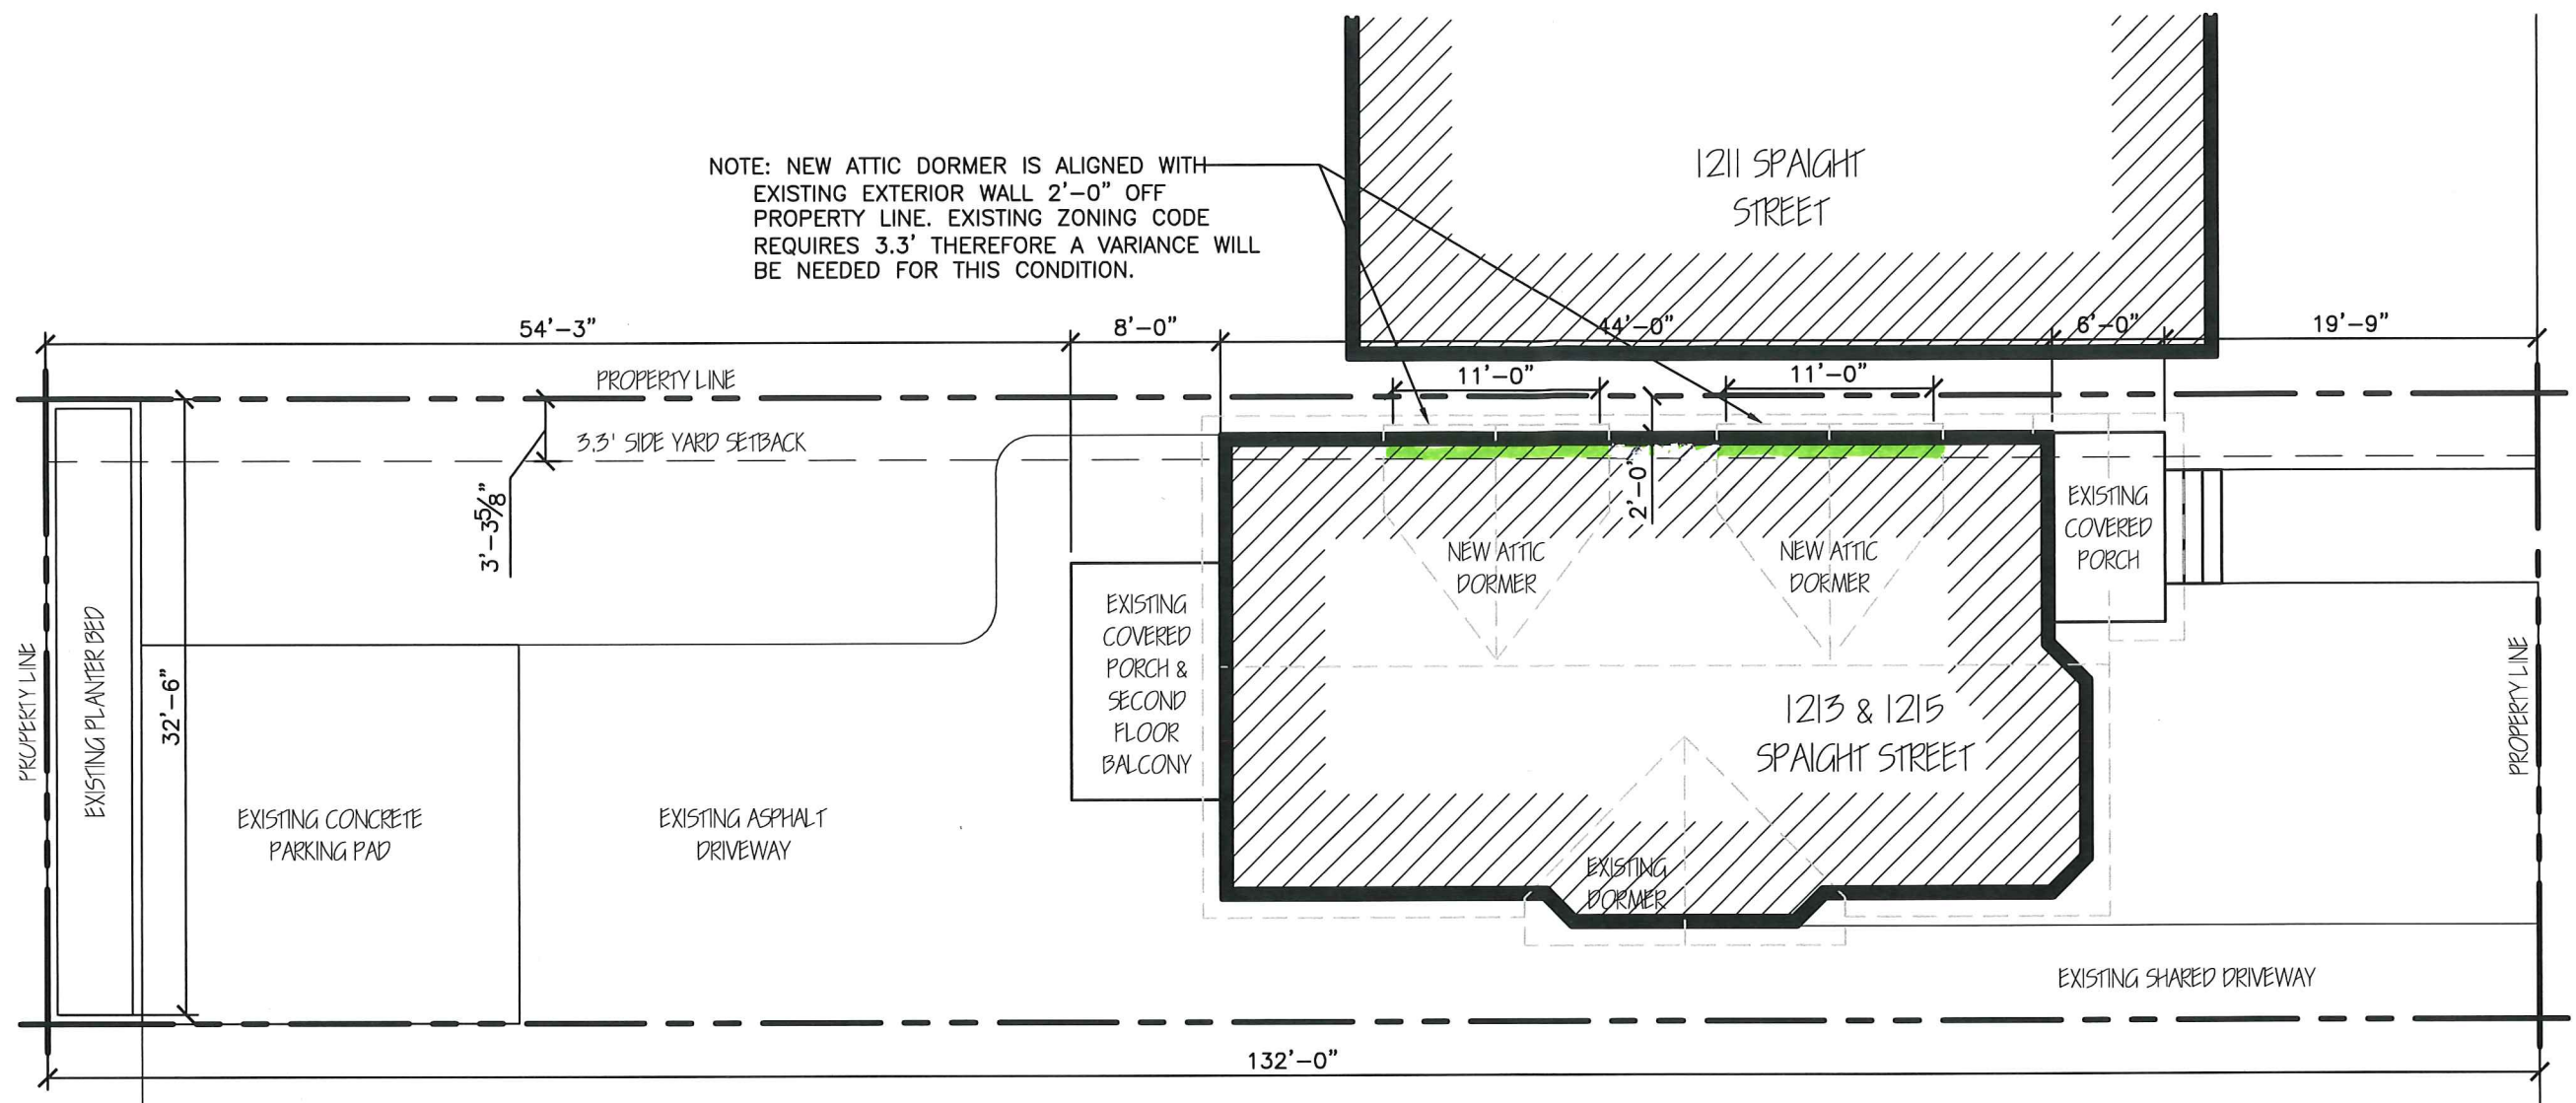 1211 SPAIGHT
STREET
NOTE: NEW ATTIC DORMER IS ALIGNED WITH
EXISTING EXTERIOR WALL 2'-0" OFF
PROPERTY LINE. EXISTING ZONING CODE
REQUIRES 3.3' THEREFORE A VARIANCE WILL
BE NEEDED FOR THIS CONDITION.
54'-3"
8'-0"
44'-0"
6'-0"
19'-9"
PROPERTY LINE
11'-0"
11'-0"
3.3' SIDE YARD SETBACK
3'-3 5/8"
2'-0"
EXISTING
COVERED
PORCH
NEW ATTIC
DORMER
NEW ATTIC
DORMER
EXISTING
COVERED
PORCH &
SECOND
FLOOR
BALCONY
PROPERTY LINE
EXISTING PLANTER BED
32'-6"
1213 & 1215
SPAIGHT STREET
PROPERTY LINE
EXISTING CONCRETE
PARKING PAD
EXISTING ASPHALT
DRIVEWAY
EXISTING
DORMER
EXISTING SHARED DRIVEWAY
132'-0"